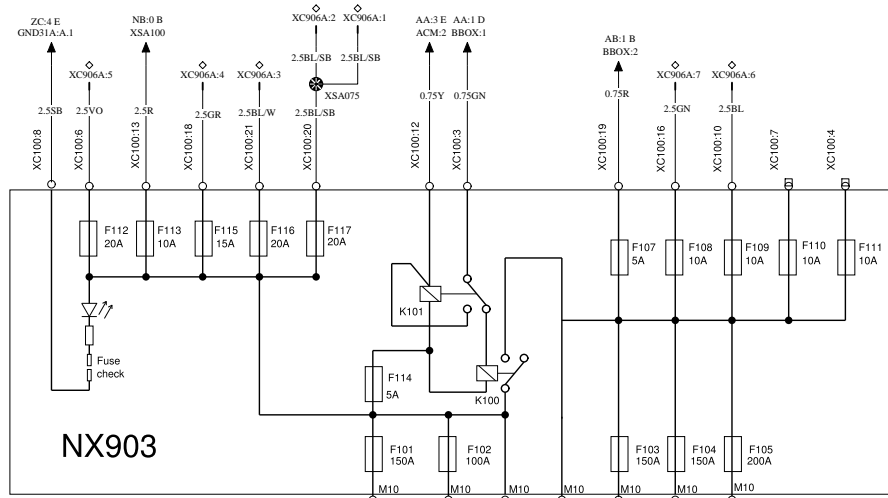 ZC:4 E
GND31A:A.1
NB:0 B
XSA100
XC906A:2
XC906A:1
AA:3 E
ACM:2
AA:1 D
BBOX:1
AB:1 B
BBOX:2
XC906A:5
XC906A:4
XC906A:3
2.5BL/SB
2.5BL/SB
XSA075
XC906A:7
XC906A:6
2.5SB
2.5VO
2.5R
2.5GR
2.5BL/W
2.5BL/SB
0.75Y
0.75GN
0.75R
2.5GN
2.5BL
XC100:8
XC100:6
XC100:13
XC100:18
XC100:21
XC100:20
XC100:12
XC100:3
XC100:19
XC100:16
XC100:10
XC100:7
XC100:4
F112
20A
F113
10A
F115
15A
F116
20A
F117
20A
F107
5A
F108
10A
F109
10A
F110
10A
F111
10A
K101
Fuse
check
F114
5A
K100
NX903
F101
150A
F102
100A
F103
150A
F104
150A
F105
200A
M10
M10
M10
M10
M10
M10
M10